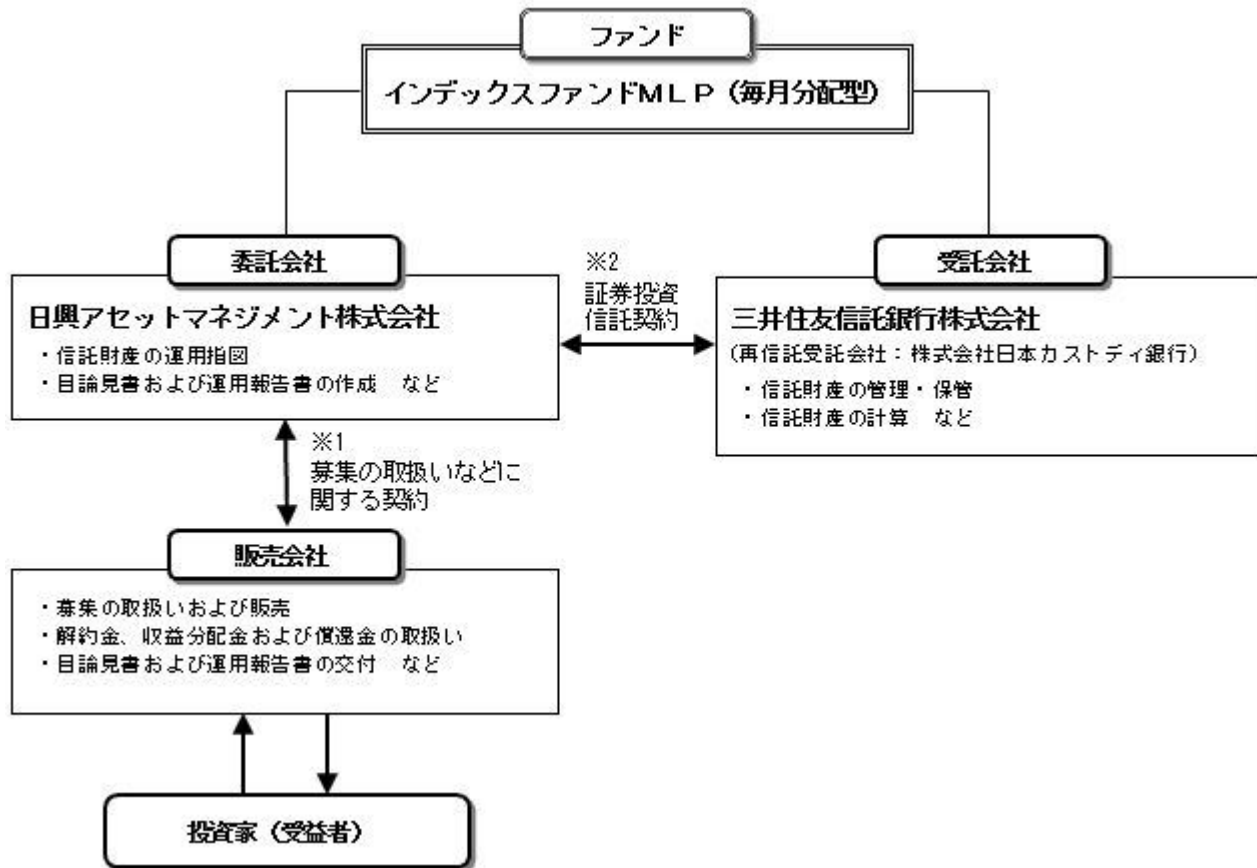 ファンド
インデックスファンドMLP（毎月分配型）
委託会社
日興アセットマネジメント株式会社
・信託財産の運用指図
・目論見書および運用報告書の作成　など
※2
証券投資
信託契約
受託会社
三井住友信託銀行株式会社
（再信託受託会社：株式会社日本カストディ銀行）
・信託財産の管理・保管
・信託財産の計算　など
※1
募集の取扱いなどに
関する契約
販売会社
・募集の取扱いおよび販売
・解約金、収益分配金および償還金の取扱い
・目論見書および運用報告書の交付　など
投資家（受益者）